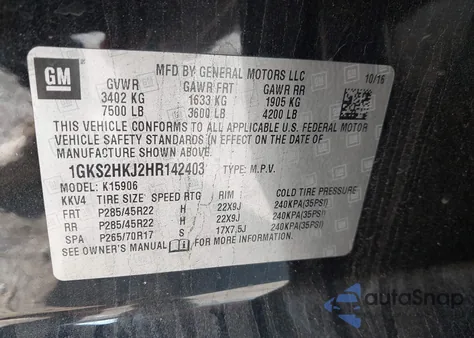 GM
MFD BY GENERAL MOTORS LLC
10/16
GVWR GAWR FRT GAWR RR
3402 KG 1633 KG 1905 KG
7500 LB 3600 LB 4200 LB
THIS VEHICLE CONFORMS TO ALL APPLICABLE U.S. FEDERAL MOTOR
VEHICLE SAFETY STANDARDS IN EFFECT ON THE DATE OF
MANUFACTURE SHOWN ABOVE.
1GKS2HKJ2HR142403 TYPE: M.P.V.
MODEL: K15906
KKV4 TIRE SIZE SPEED RTG RIM COLD TIRE PRESSURE
FRT P285/45R22 H 22X9J 240KPA(35PSI)
RR P285/45R22 H 22X9J 240KPA(35PSI)
SPA P265/70R17 S 17X7.5J 240KPA(35PSI)
SEE OWNER'S MANUAL FOR MORE INFORMATION.
autoSnap